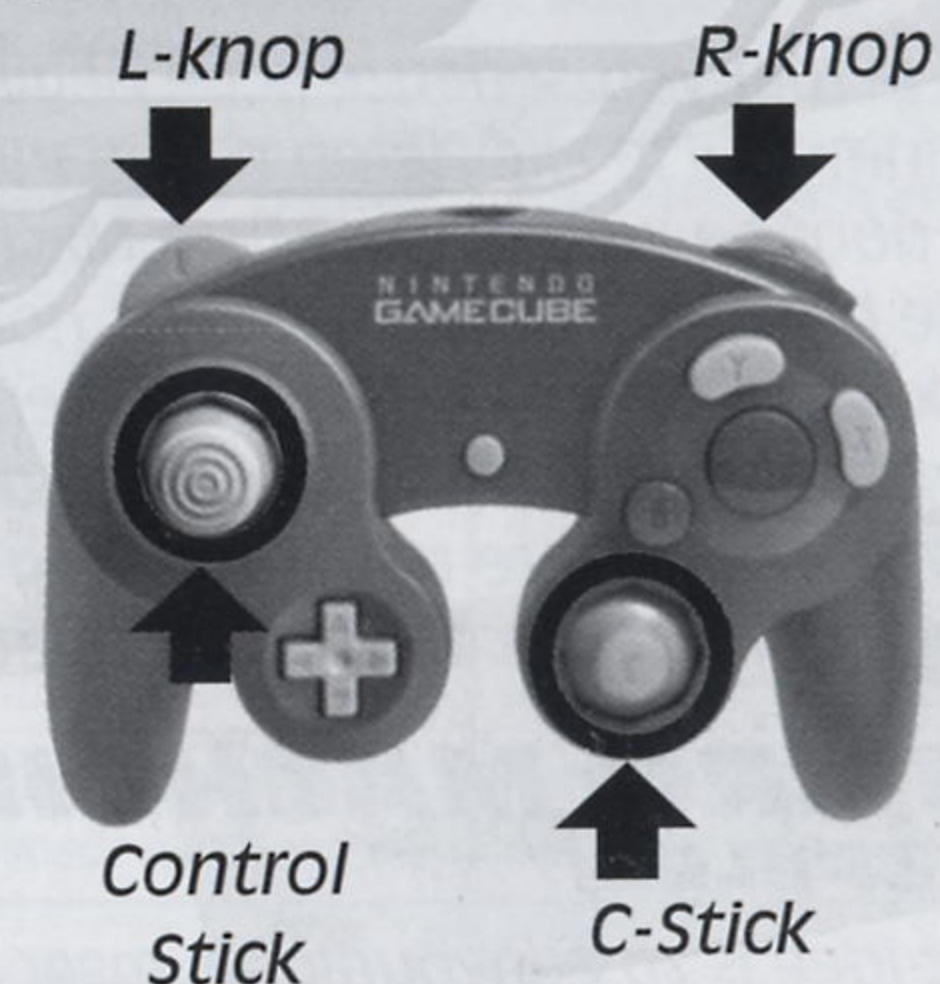 L-knop
R-knop
NINTENDO
GAMECUBE
Y
X
B
Control
Stick
C-Stick